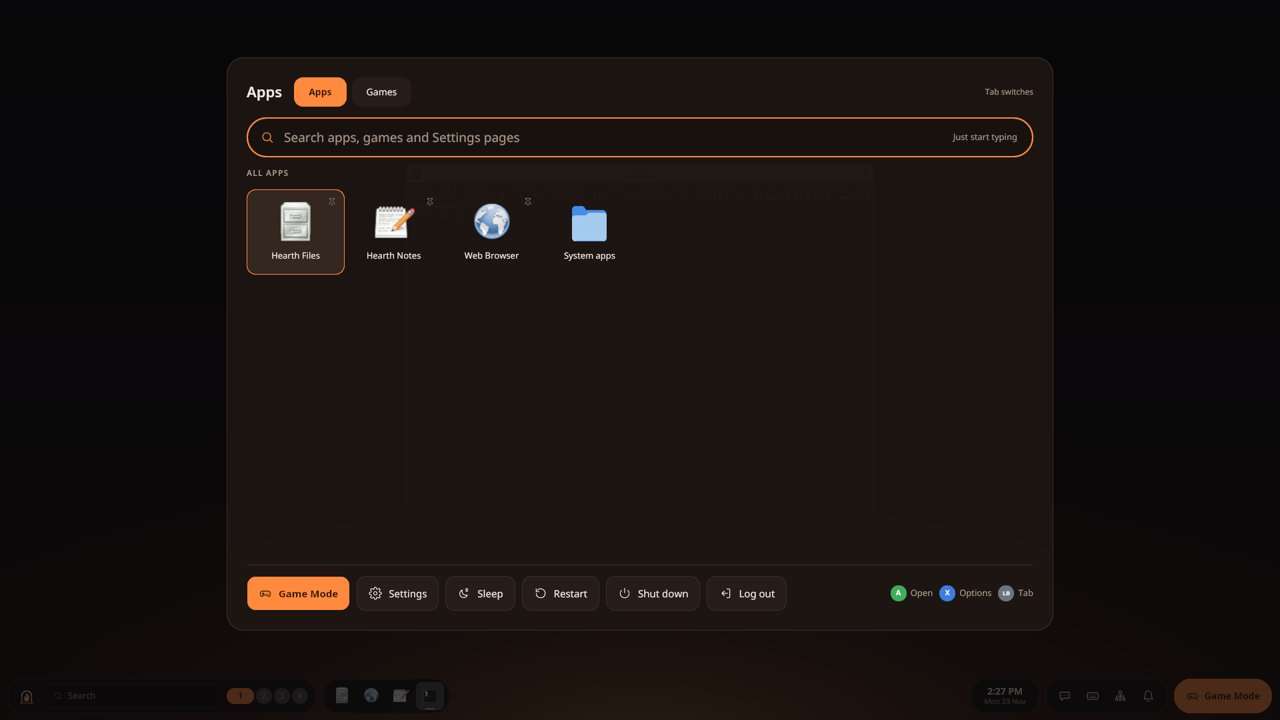 Apps Apps Games Tab switches
Search apps, games and Settings pages Just start typing
ALL APPS
Hearth Files Hearth Notes Web Browser System apps
Game Mode Settings Sleep Restart Shut down Log out A Open X Options LB Tab
Search 1 2 3 4 2:27 PM Game Mode
Mon 23 Nov